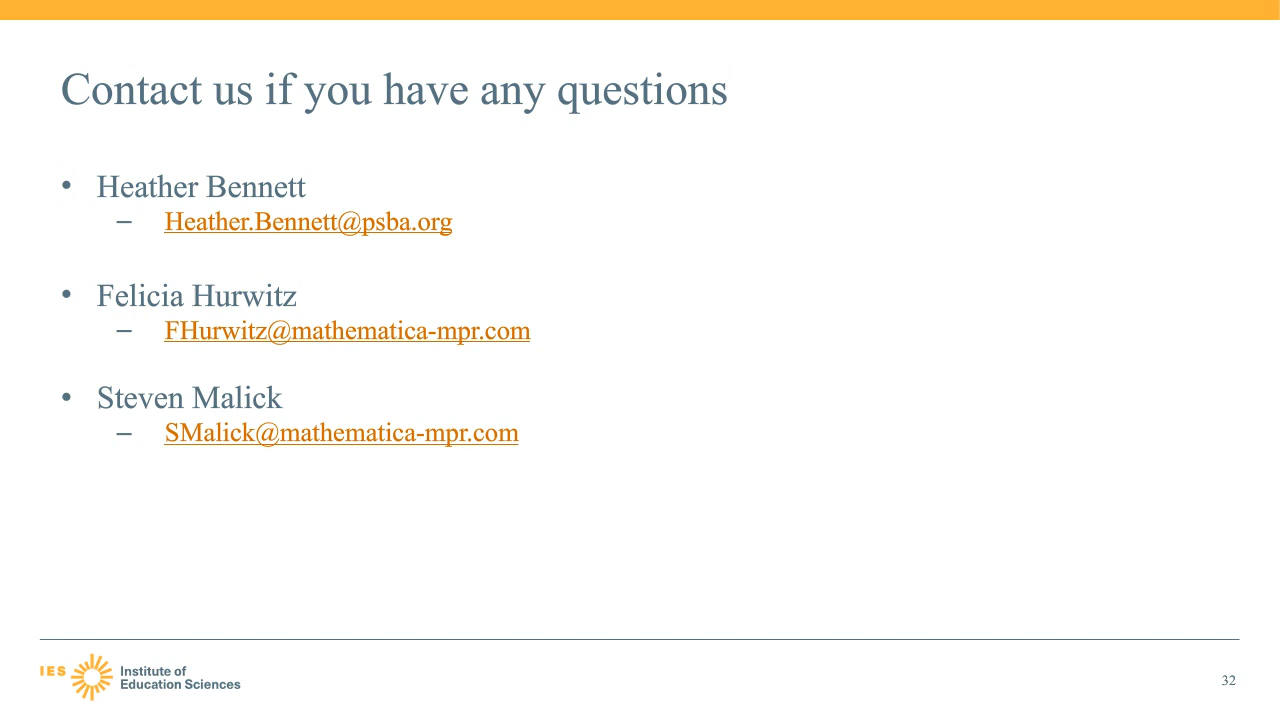 Contact us if you have any questions
• Heather Bennett
– Heather.Bennett@psba.org
• Felicia Hurwitz
– FHurwitz@mathematica-mpr.com
• Steven Malick
– SMalick@mathematica-mpr.com
IES Institute of
Education Sciences
32